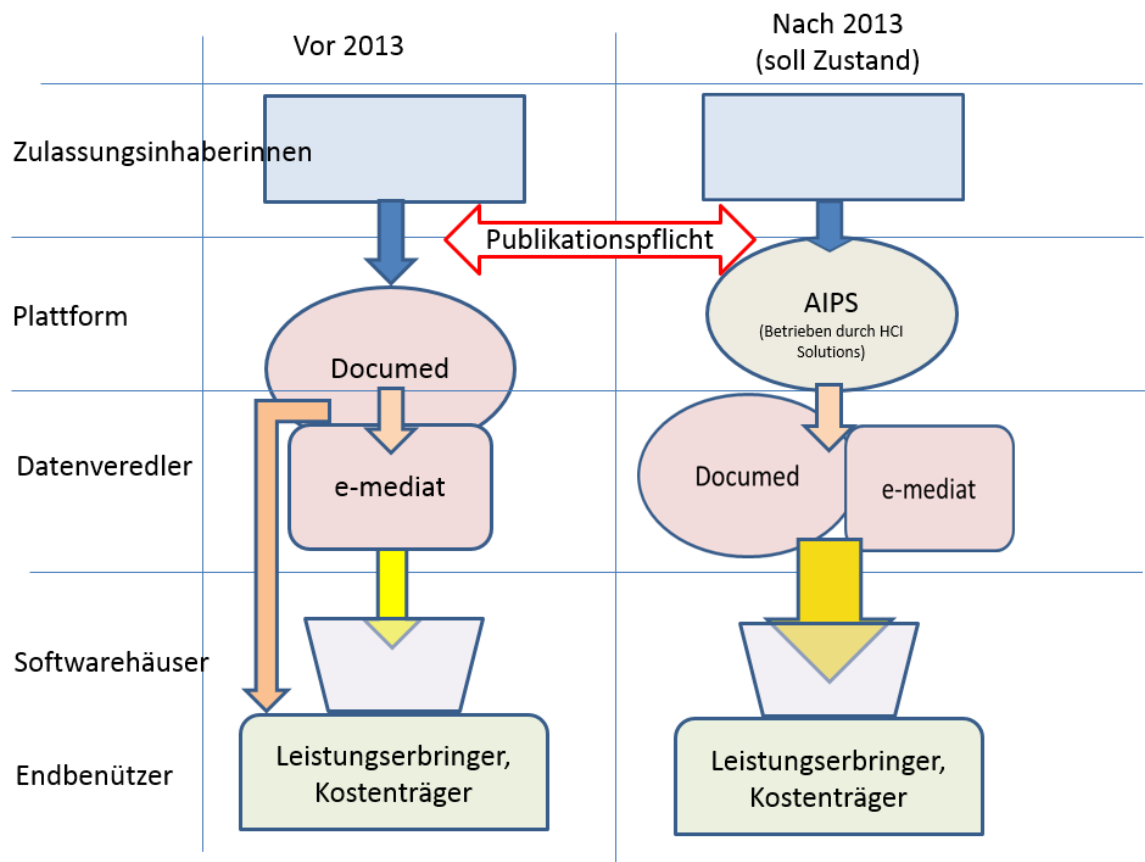 Vor 2013
Nach 2013
(soll Zustand)
Zulassungsinhaberinnen
Publikationspflicht
Plattform
Documed
AIPS
(Betrieben durch HCI
Solutions)
Datenveredler
e-mediat
Documed
e-mediat
Softwarehäuser
Endbenützer
Leistungserbringer,
Kostenträger
Leistungserbringer,
Kostenträger